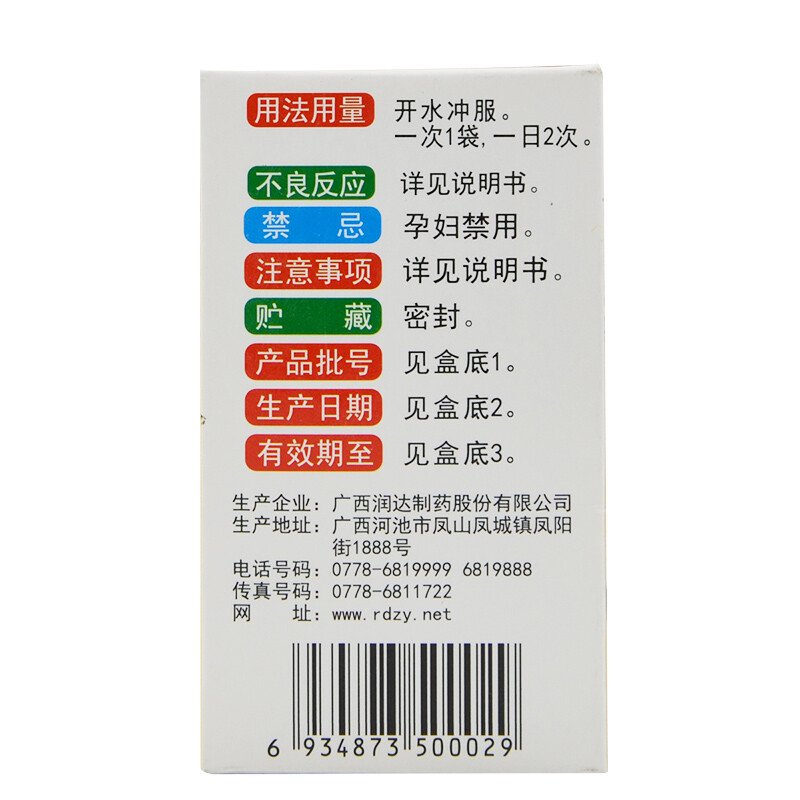 用法用量 开水冲服。
一次1袋,一日2次。
不良反应 详见说明书。
禁忌 孕妇禁用。
注意事项 详见说明书。
贮藏 密封。
产品批号 见盒底1。
生产日期 见盒底2。
有效期至 见盒底3。
生产企业：广西润达制药股份有限公司
生产地址：广西河池市凤山凤城镇凤阳
街1888号
电话号码：0778-6819999 6819888
传真号码：0778-6811722
网址：www.rdzy.net
6 934873 500029